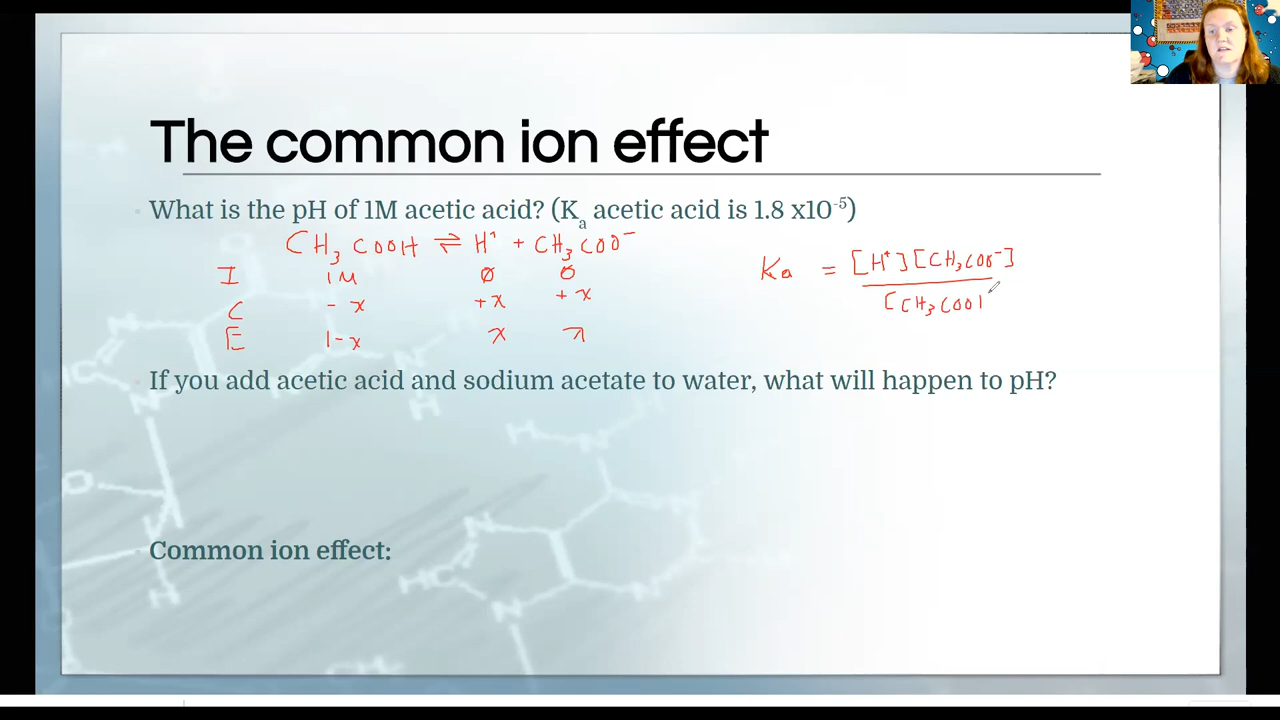 The common ion effect
What is the pH of 1M acetic acid? (Ka acetic acid is 1.8 x10-5)
CH3COOH ⇌ H+ + CH3COO-
I 1M ∅ ∅
C - x + x + x
E 1-x x x
Ka = [H+][CH3COO-]
[CH3COO
If you add acetic acid and sodium acetate to water, what will happen to pH?
Common ion effect: